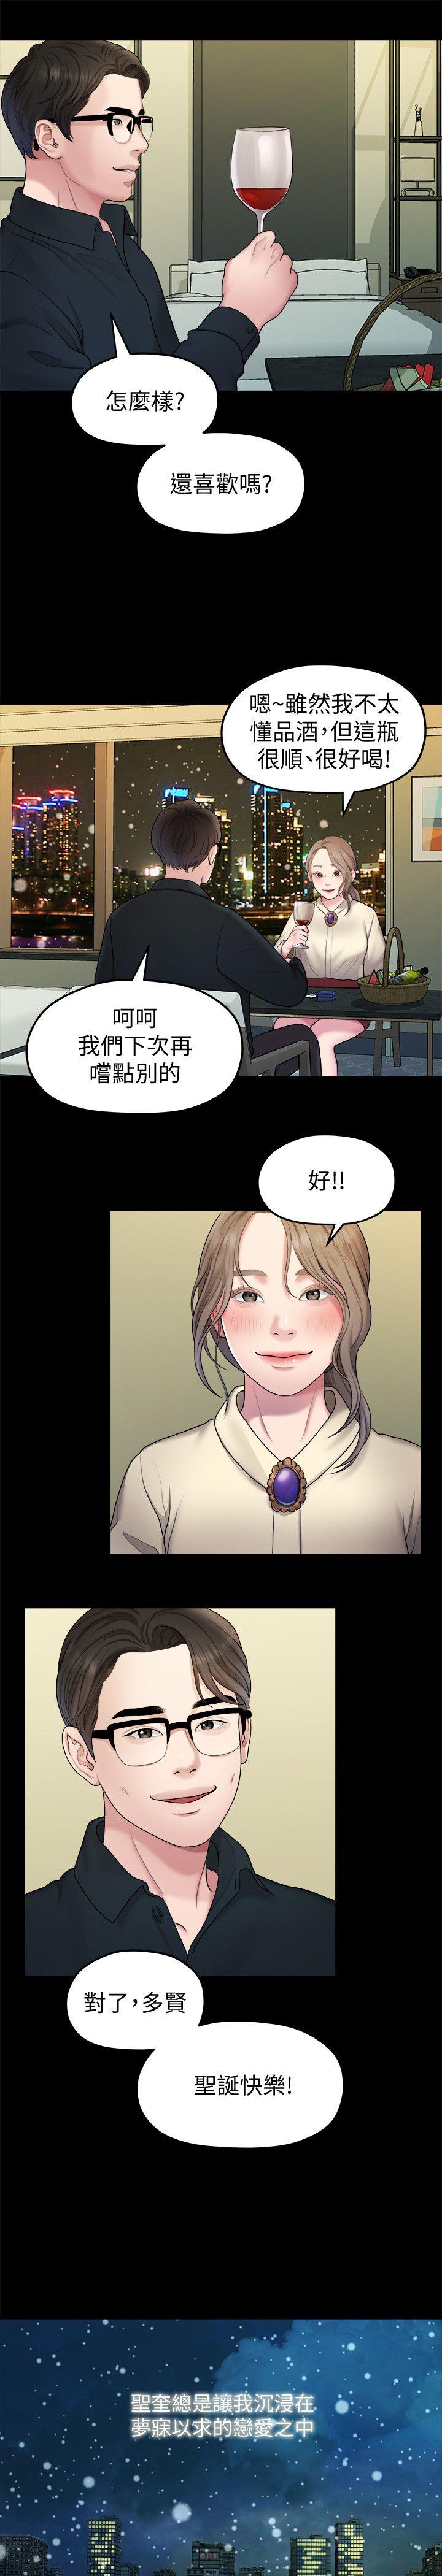 怎麼樣?
還喜歡嗎?
嗯~雖然我不太
懂品酒,但這瓶
很順、很好喝!
呵呵
我們下次再
嚐點別的
好!!
對了,多賢
聖誕快樂!
聖奎總是讓我沉浸在
夢寐以求的戀愛之中